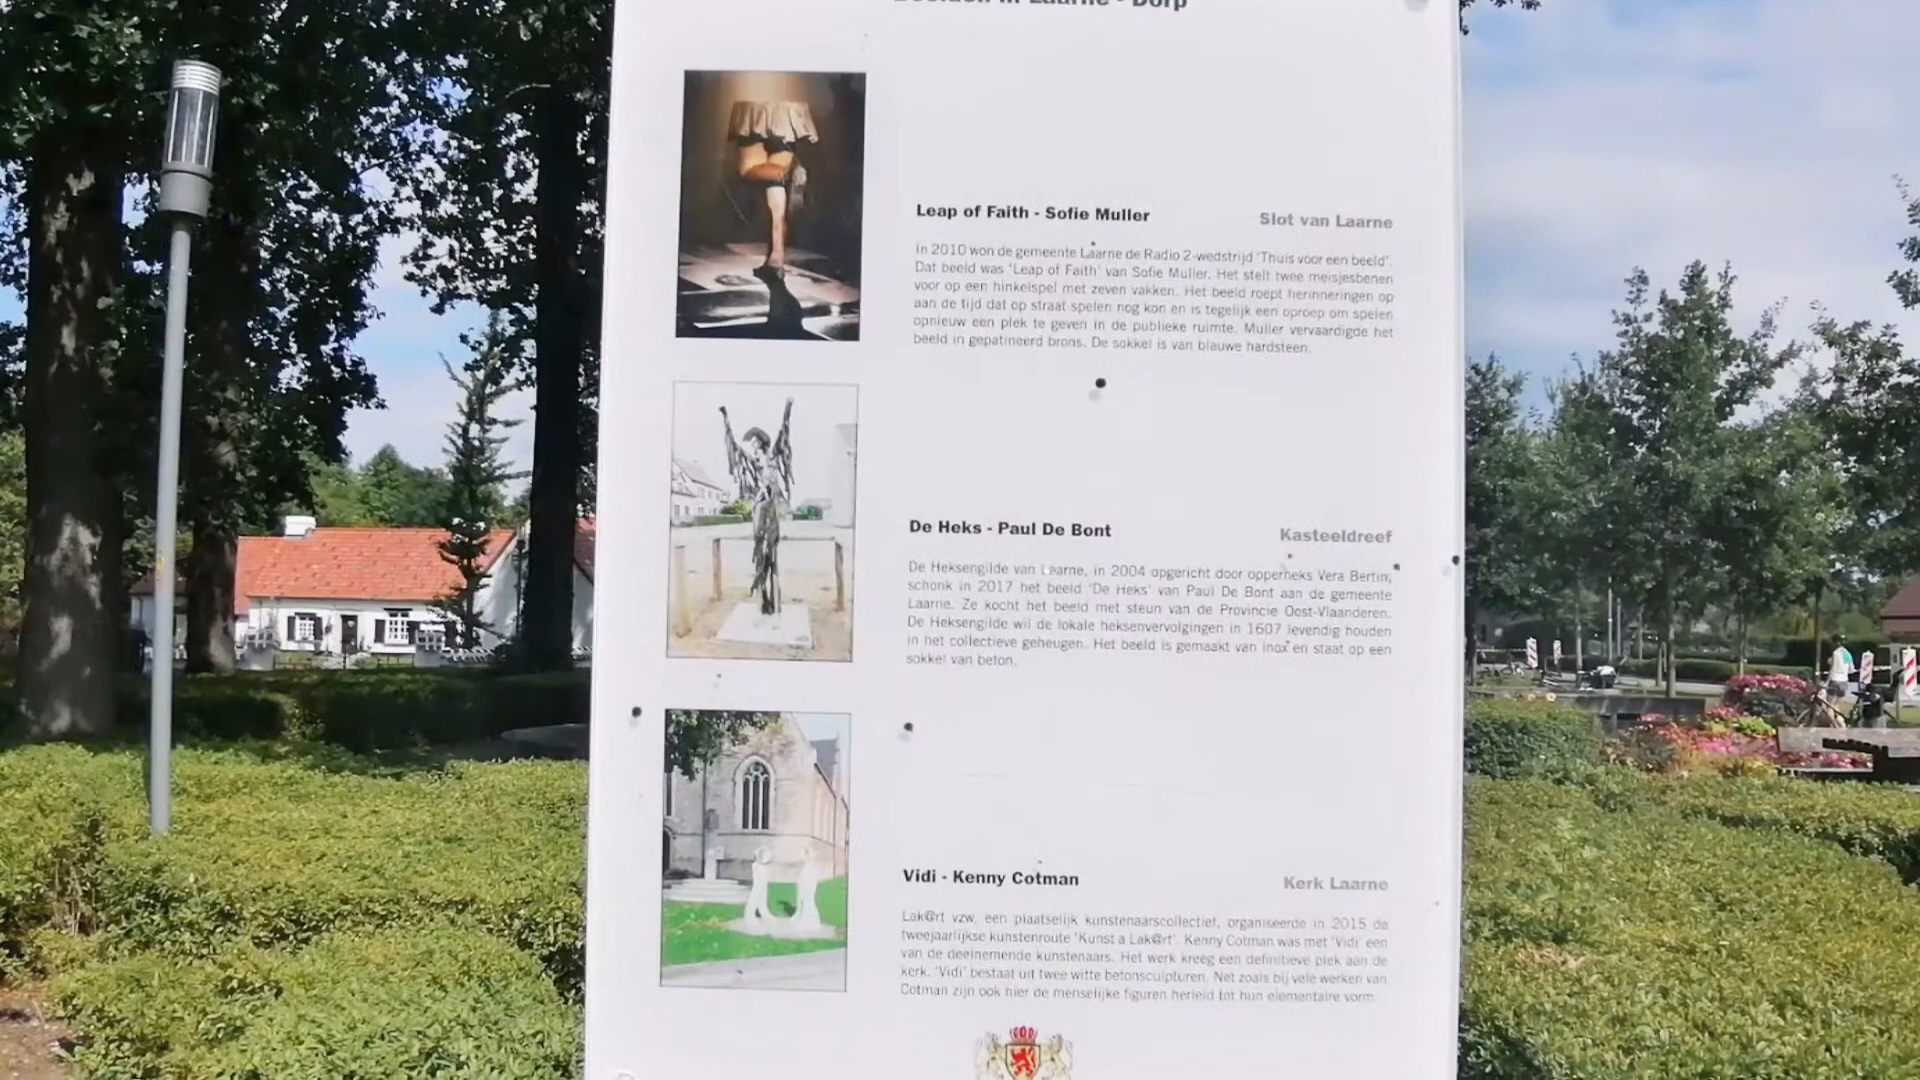 Beelden in Laarne - Dorp
Leap of Faith - Sofie Muller
Slot van Laarne
In 2010 won de gemeente Laarne de Radio 2-wedstrijd 'Thuis voor een beeld'.
Dat beeld was 'Leap of Faith' van Sofie Muller. Het stelt twee meisjesbenen
voor op een hinkelspel met zeven vakken. Het beeld roept herinneringen op
aan de tijd dat op straat spelen nog kon en is tegelijk een oproep om spelen
opnieuw een plek te geven in de publieke ruimte. Muller vervaardigde het
beeld in gepatineerd brons. De sokkel is van blauwe hardsteen.
De Heks - Paul De Bont
Kasteeldreef
De Heksengilde van Laarne, in 2004 opgericht door opperheks Vera Bertin,
schonk in 2017 het beeld 'De Heks' van Paul De Bont aan de gemeente
Laarne. Ze kocht het beeld met steun van de Provincie Oost-Vlaanderen.
De Heksengilde wil de lokale heksenvervolgingen in 1607 levendig houden
in het collectieve geheugen. Het beeld is gemaakt van inox en staat op een
sokkel van beton.
Vidi - Kenny Cotman
Kerk Laarne
Lak@rt vzw, een plaatselijk kunstenaarscollectief, organiseerde in 2015 de
tweejaarlijkse kunstenroute 'Kunst à Lak@rt'. Kenny Cotman was met 'Vidi' een
van de deelnemende kunstenaars. Het werk kreeg een definitieve plek aan de
kerk. 'Vidi' bestaat uit twee witte betonsculpturen. Net zoals bij vele werken van
Cotman zijn ook hier de menselijke figuren herleid tot hun elementaire vorm.